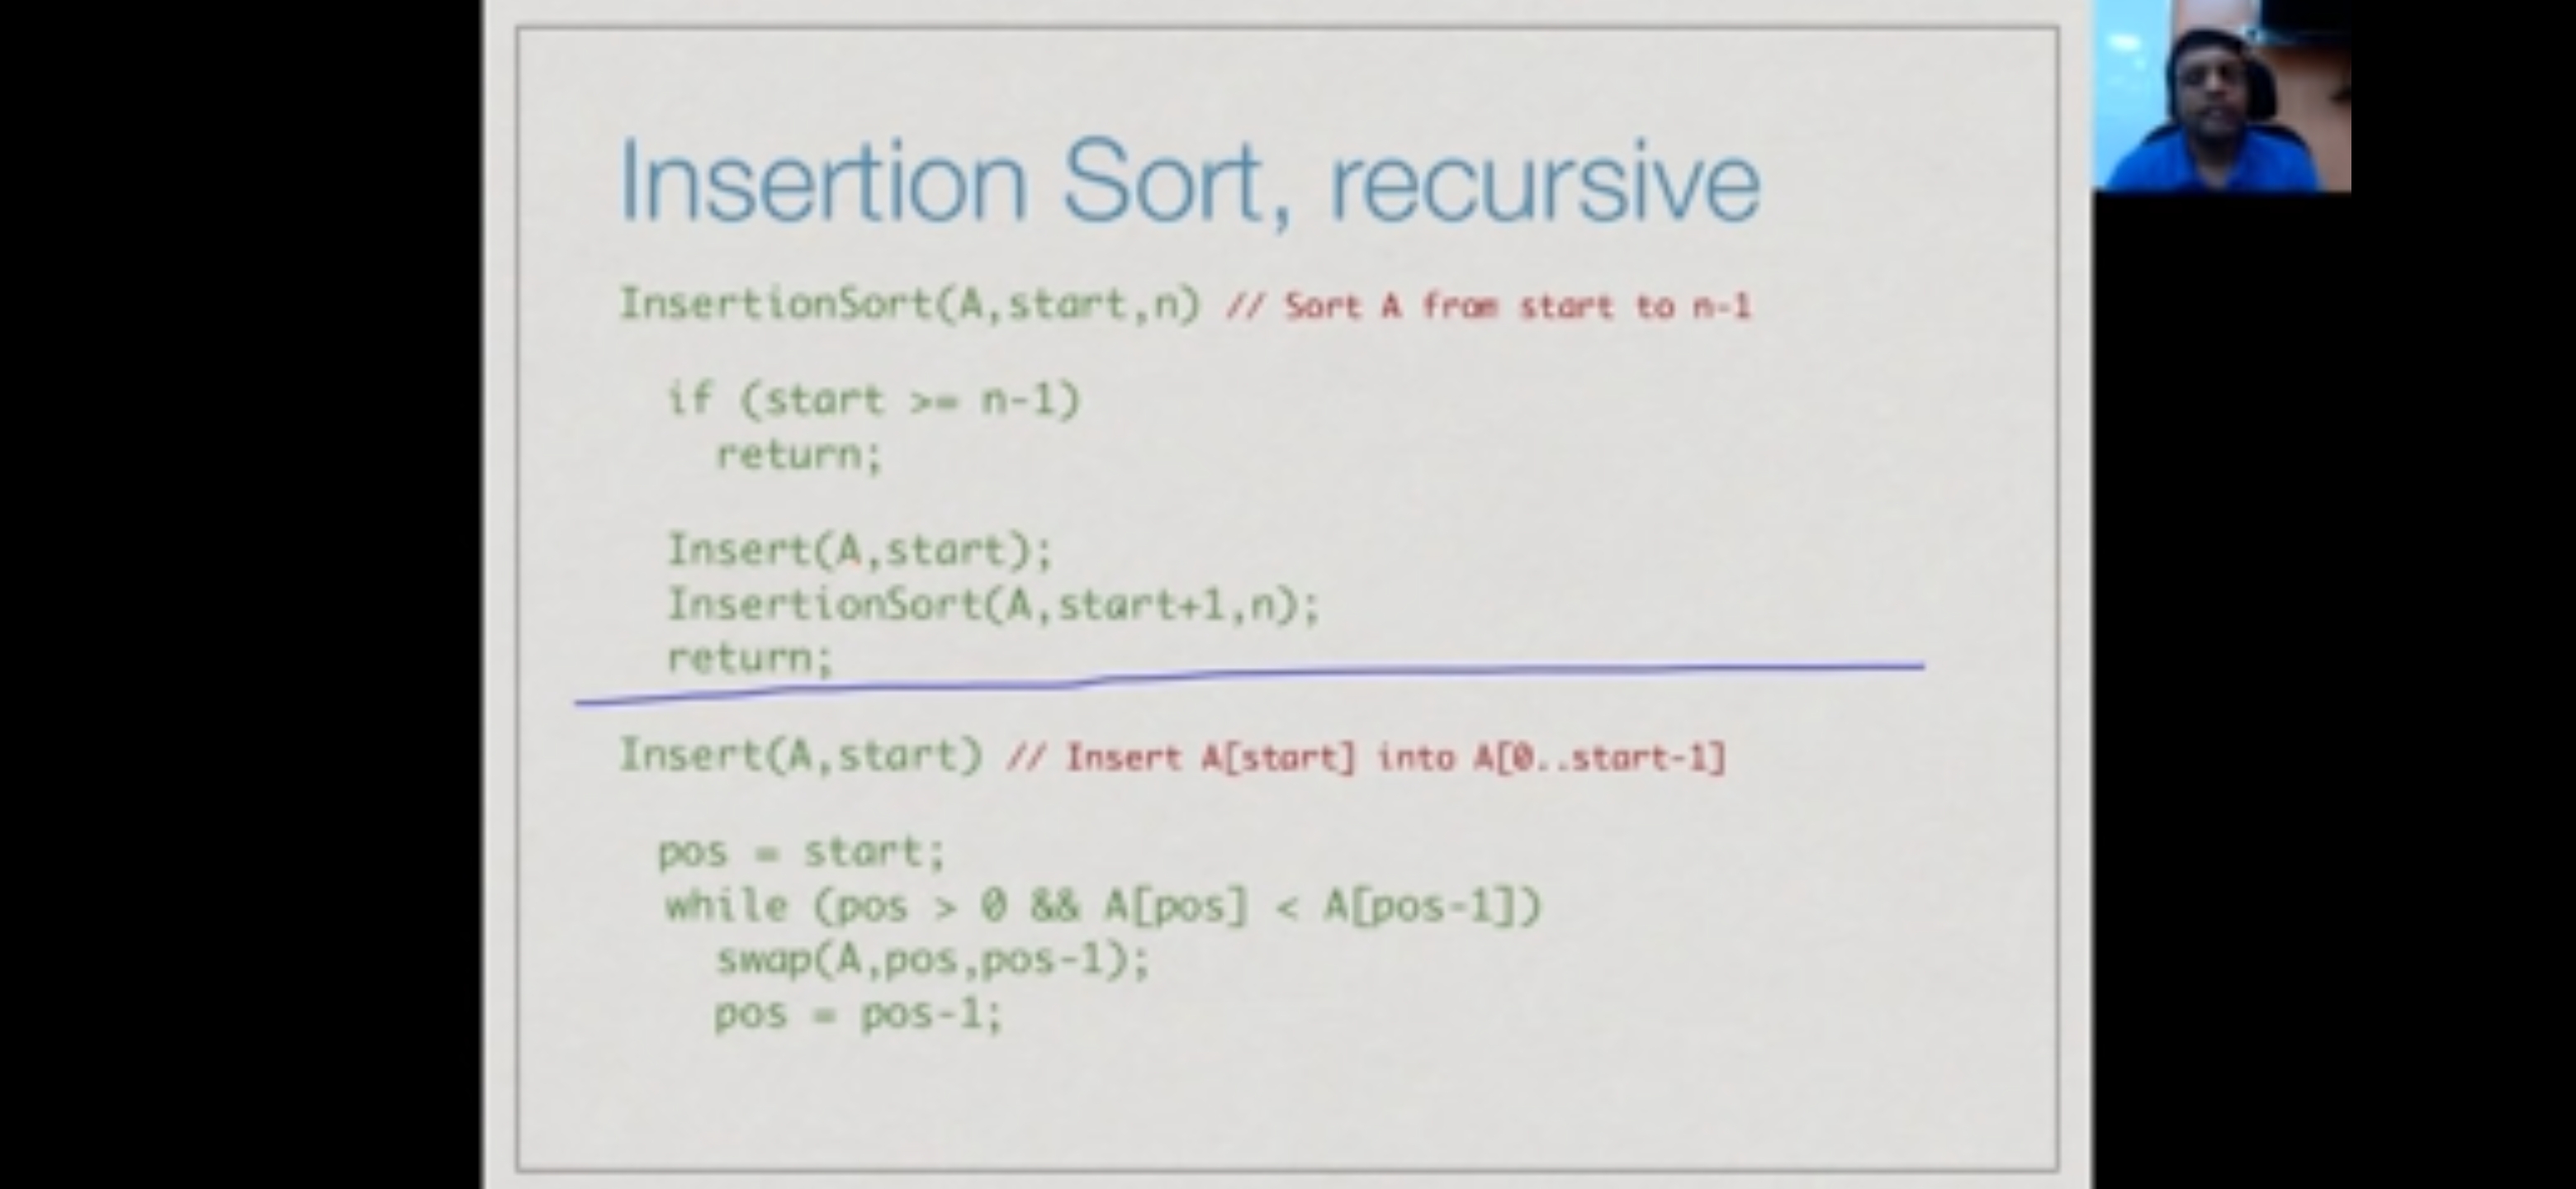 Insertion Sort, recursive
InsertionSort(A,start,n) // Sort A from start to n-1
if (start >= n-1)
return;
Insert(A,start);
InsertionSort(A,start+1,n);
return;
Insert(A,start) // Insert A[start] into A[0..start-1]
pos = start;
while (pos > 0 && A[pos] < A[pos-1])
swap(A,pos,pos-1);
pos = pos-1;